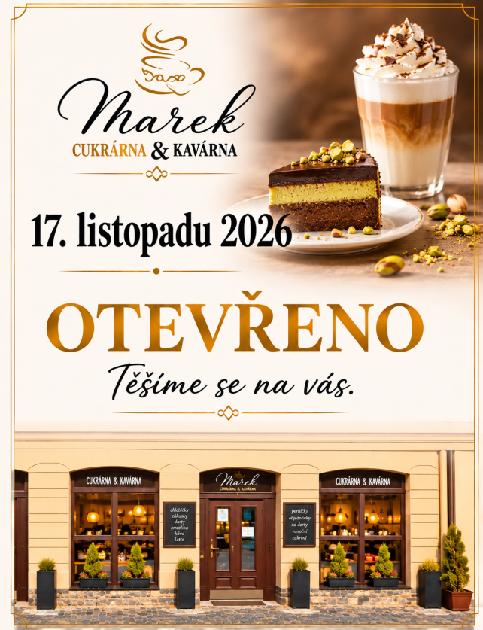 Marek
CUKRÁRNA & KAVÁRNA
17. listopadu 2026
OTEVŘENO
Těšíme se na vás.
CUKRÁRNA & KAVÁRNA
Marek
CUKRÁRNA & KAVÁRNA
CUKRÁRNA & KAVÁRNA